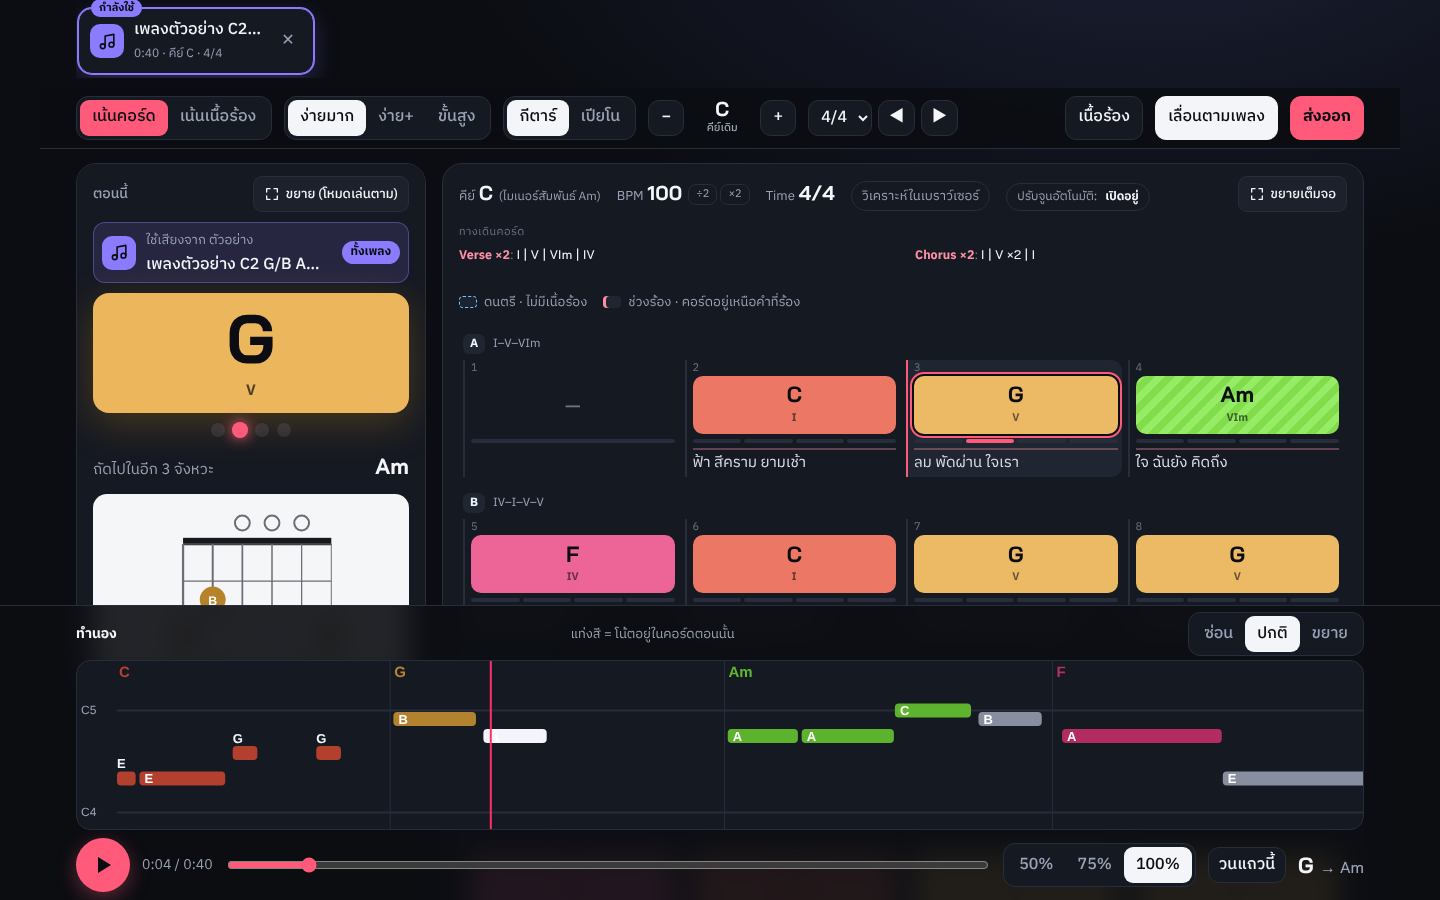 กำลังใช้
เพลงตัวอย่าง C2...
0:40 · คีย์ C · 4/4
เน้นคอร์ด เน้นเนื้อร้อง ง่ายมาก ง่าย+ ขั้นสูง กีตาร์ เปียโน − C + 4/4 เนื้อร้อง เลื่อนตามเพลง ส่งออก
คีย์เดิม
ตอนนี้ ขยาย (โหมดเล่นตาม)
ใช้เสียงจาก ตัวอย่าง
เพลงตัวอย่าง C2 G/B A... ทั้งเพลง
G
V
ถัดไปในอีก 3 จังหวะ Am
B
คีย์ C (ไมเนอร์สัมพันธ์ Am) BPM 100 ÷2 ×2 Time 4/4 วิเคราะห์ในเบราว์เซอร์ ปรับจูนอัตโนมัติ: เปิดอยู่ ขยายเต็มจอ
ทางเดินคอร์ด
Verse ×2: I | V | VIm | IV Chorus ×2: I | V ×2 | I
ดนตรี · ไม่มีเนื้อร้อง ช่วงร้อง · คอร์ดอยู่เหนือคำที่ร้อง
A I–V–VIm
1 2 3 4
— C G Am
I V VIm
ฟ้า สีคราม ยามเช้า ลม พัดผ่าน ใจเรา ใจ ฉันยัง คิดถึง
B IV–I–V–V
5 6 7 8
F C G G
IV I V V
ทำนอง แท่งสี = โน้ตอยู่ในคอร์ดตอนนั้น ซ่อน ปกติ ขยาย
C G Am F
C5 B C B
G G A A A
E E E
C4
0:04 / 0:40 50% 75% 100% วนแถวนี้ G → Am